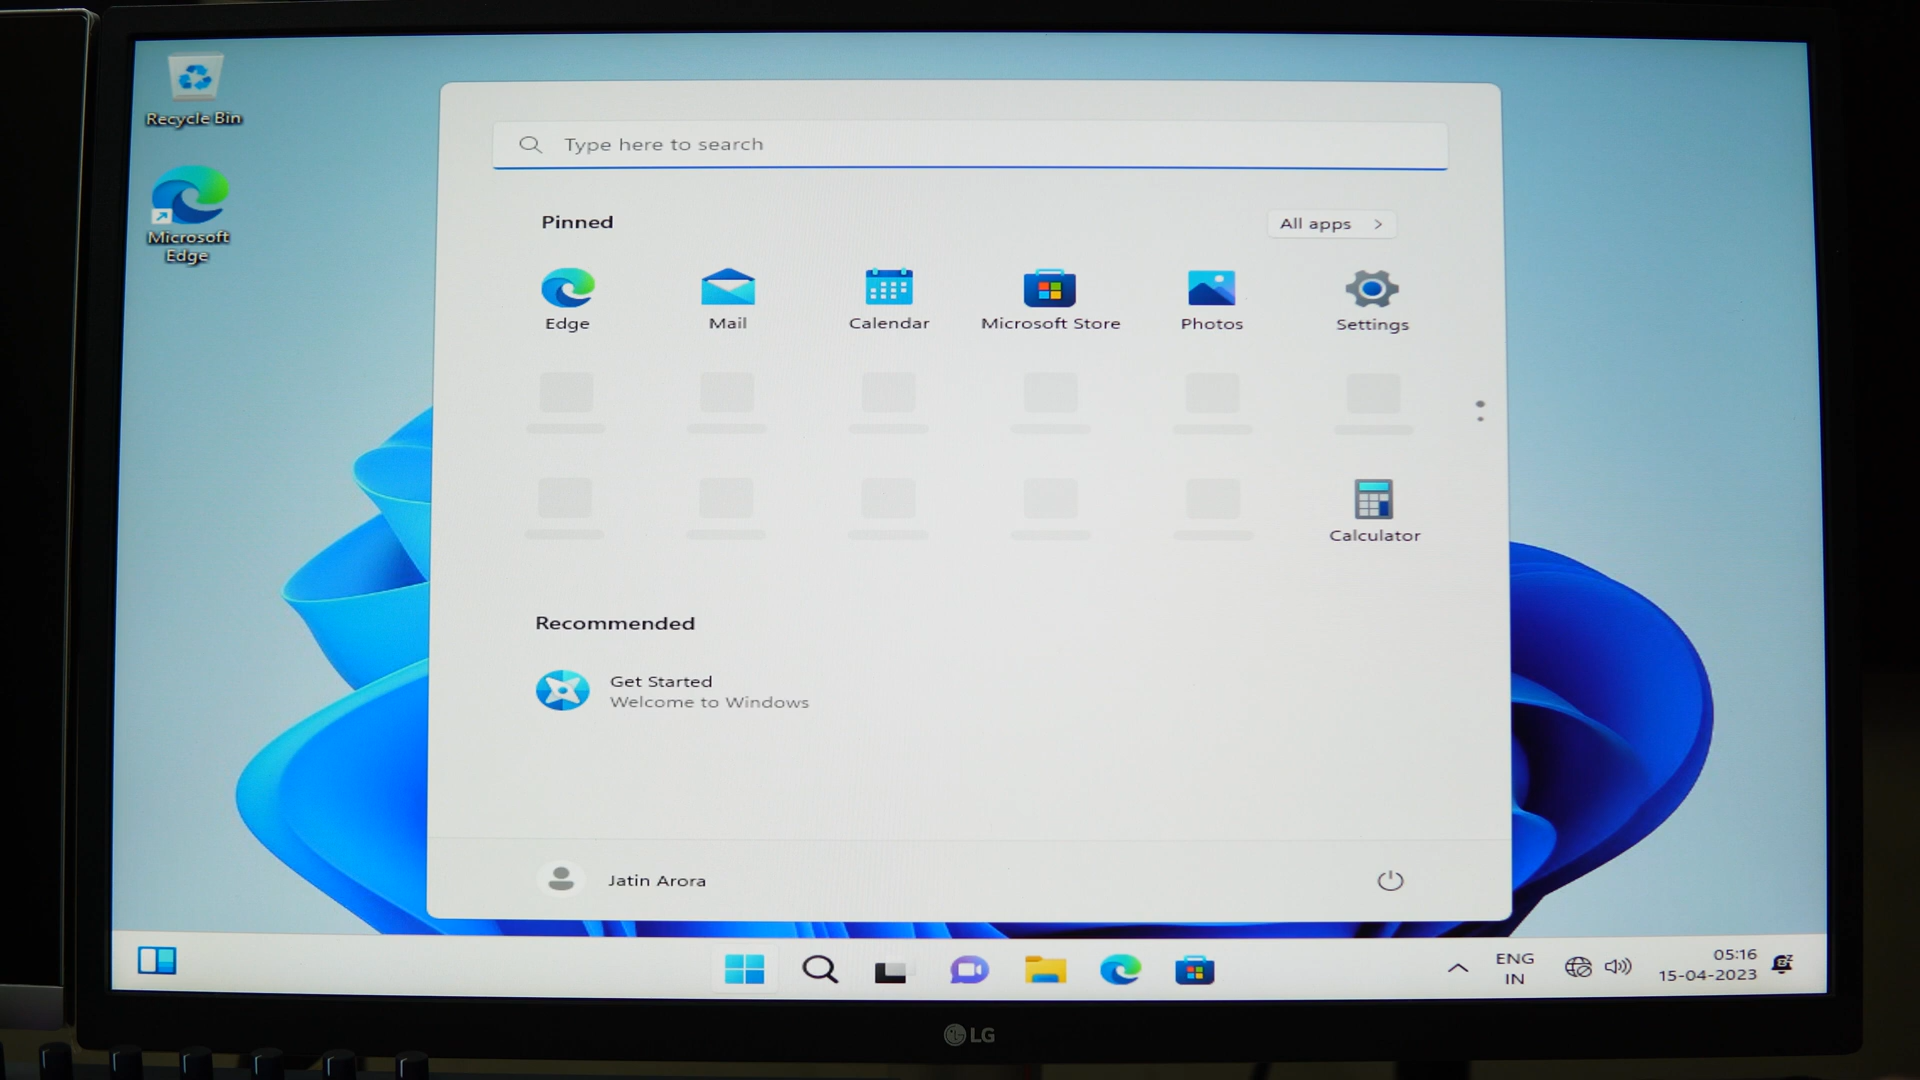 Recycle Bin
Microsoft
Edge
Type here to search
Pinned
All apps
Edge
Mail
Calendar
Microsoft Store
Photos
Settings
Calculator
Recommended
Get Started
Welcome to Windows
Jatin Arora
ENG
IN
05:16
15-04-2023
LG